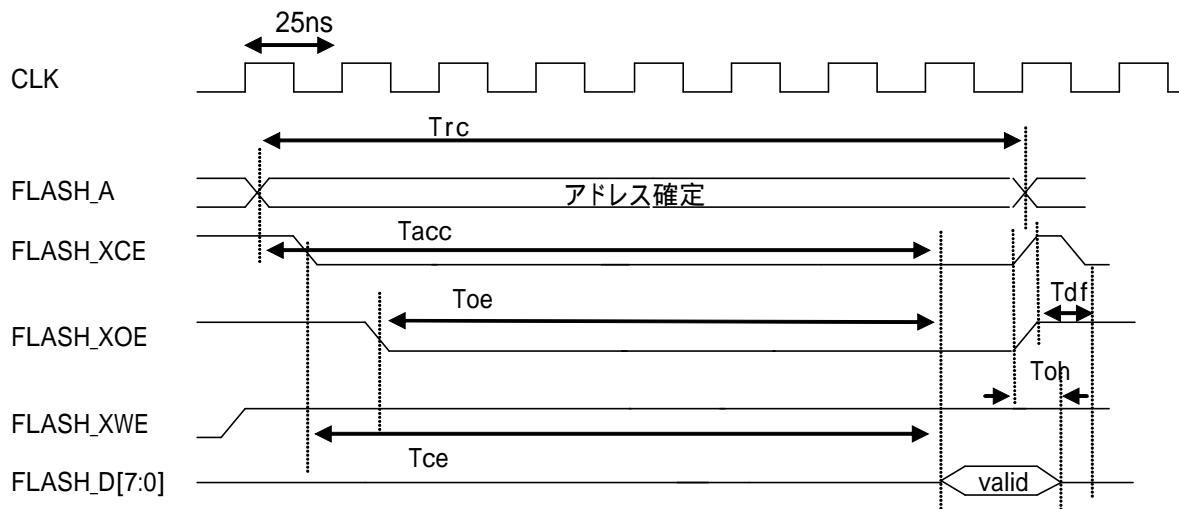 25ns
CLK
Trc
FLASH_A
アドレス確定
FLASH_XCE
Tacc
Toe
Tdf
FLASH_XOE
Toh
FLASH_XWE
Tce
FLASH_D[7:0]
valid